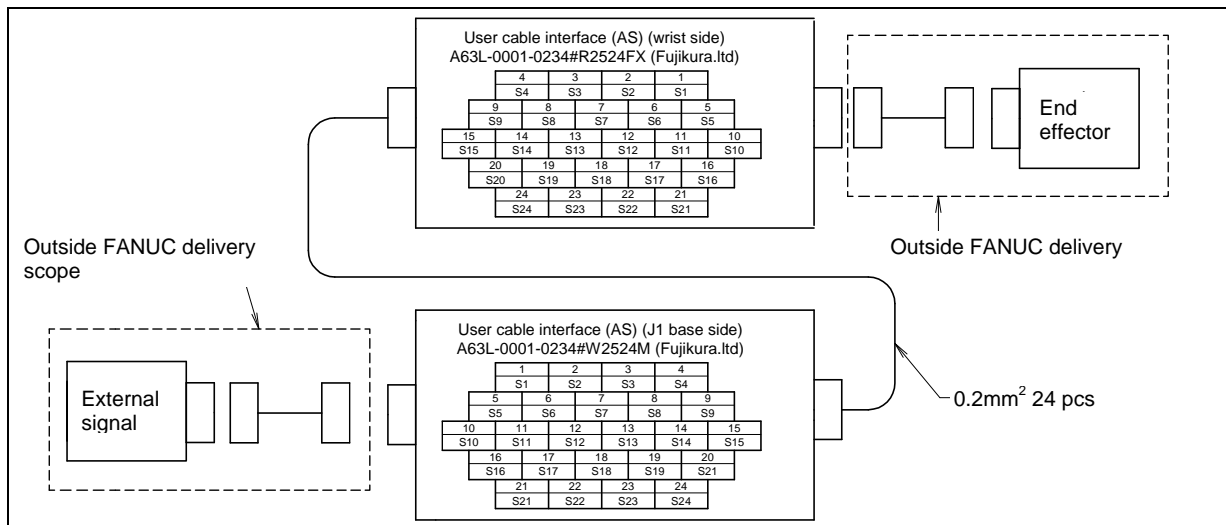 User cable interface (AS) (wrist side)
A63L-0001-0234#R2524FX (Fujikura.ltd)
4 3 2 1
S4 S3 S2 S1
9 8 7 6 5
S9 S8 S7 S6 S5
15 14 13 12 11 10
S15 S14 S13 S12 S11 S10
20 19 18 17 16
S20 S19 S18 S17 S16
24 23 22 21
S24 S23 S22 S21
End
effector
Outside FANUC delivery
scope
Outside FANUC delivery
User cable interface (AS) (J1 base side)
A63L-0001-0234#W2524M (Fujikura.ltd)
1 2 3 4
S1 S2 S3 S4
5 6 7 8 9
S5 S6 S7 S8 S9
10 11 12 13 14 15
S10 S11 S12 S13 S14 S15
16 17 18 19 20
S16 S17 S18 S19 S21
21 22 23 24
S21 S22 S23 S24
External
signal
0.2mm² 24 pcs